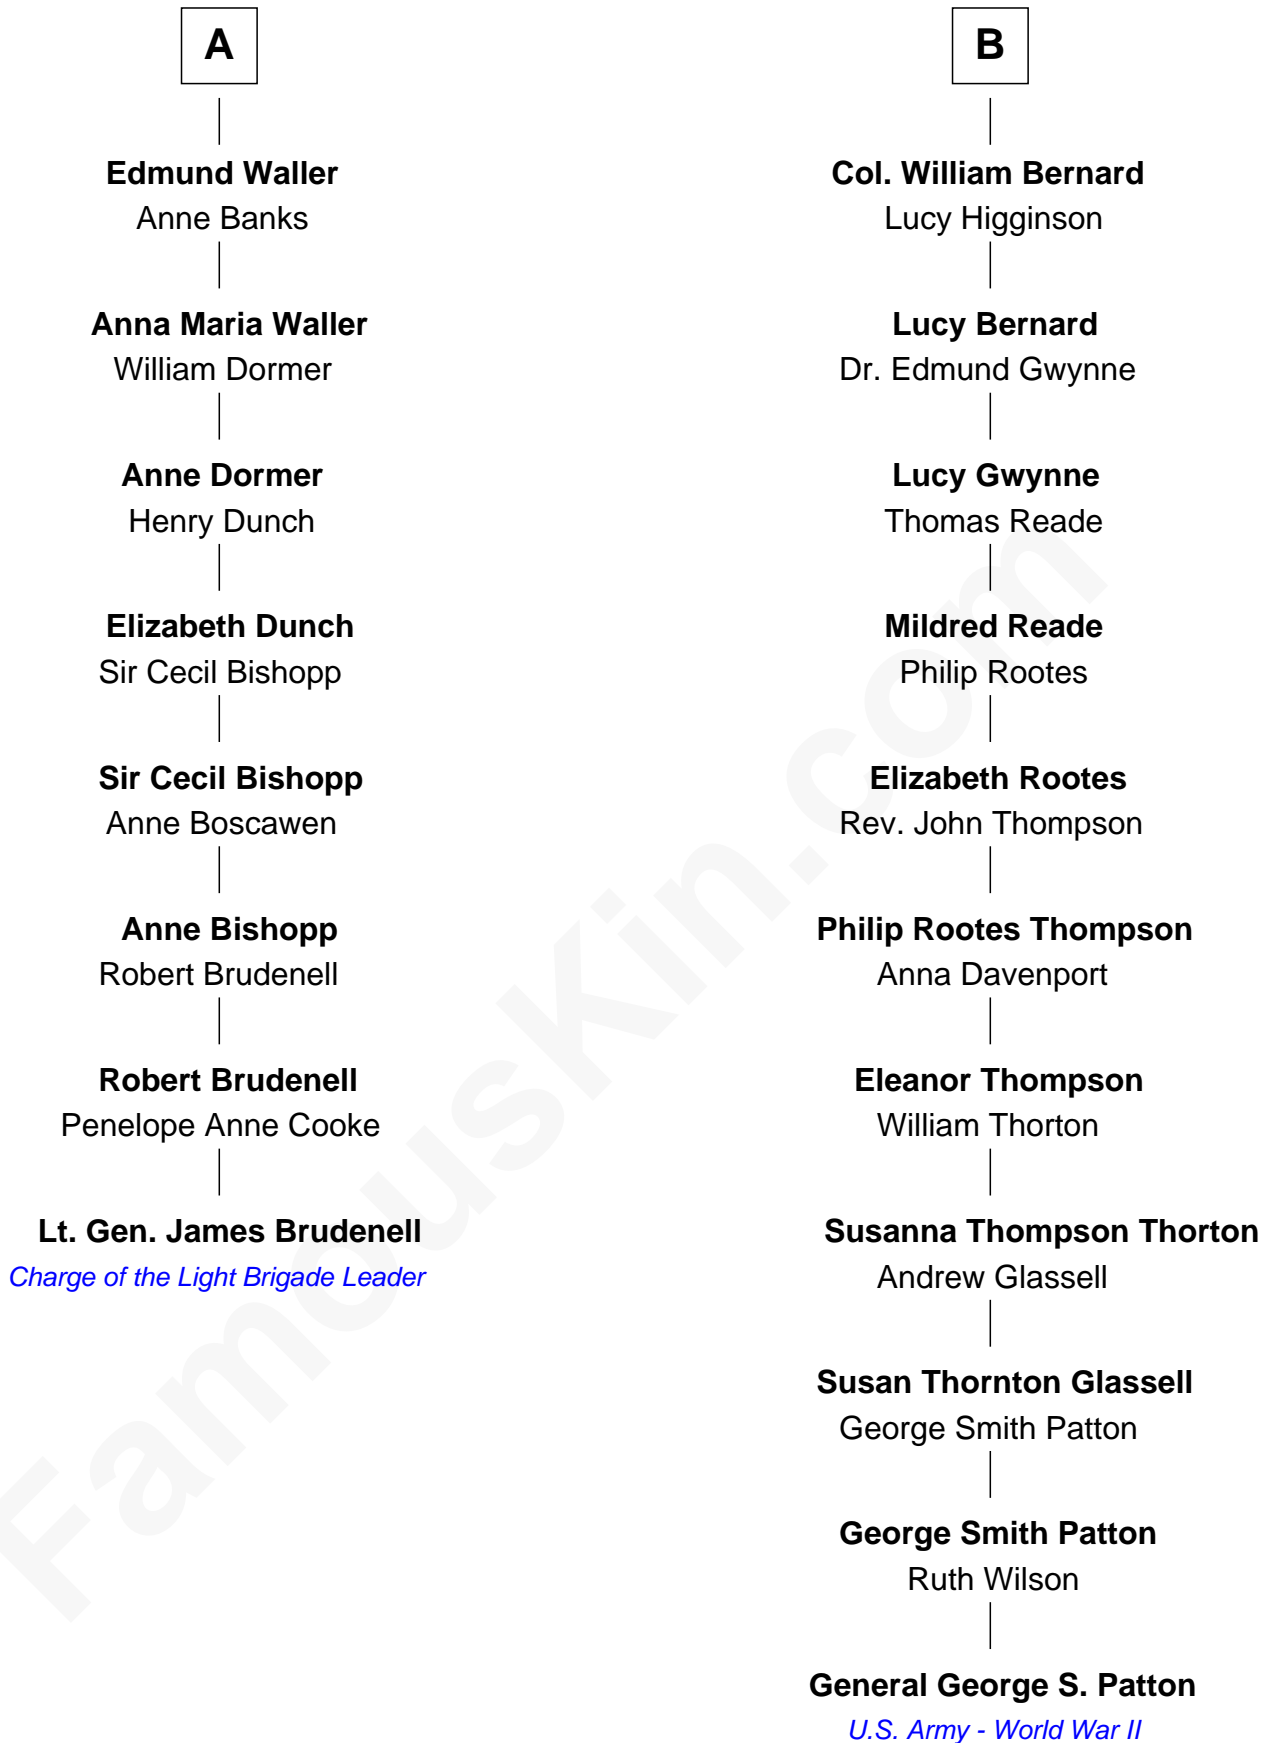 A
Edmund Waller
Anne Banks
Anna Maria Waller
William Dormer
Anne Dormer
Henry Dunch
Elizabeth Dunch
Sir Cecil Bishopp
Sir Cecil Bishopp
Anne Boscawen
Anne Bishopp
Robert Brudenell
Robert Brudenell
Penelope Anne Cooke
Lt. Gen. James Brudenell
Charge of the Light Brigade Leader
B
Col. William Bernard
Lucy Higginson
Lucy Bernard
Dr. Edmund Gwynne
Lucy Gwynne
Thomas Reade
Mildred Reade
Philip Rootes
Elizabeth Rootes
Rev. John Thompson
Philip Rootes Thompson
Anna Davenport
Eleanor Thompson
William Thorton
Susanna Thompson Thorton
Andrew Glassell
Susan Thornton Glassell
George Smith Patton
George Smith Patton
Ruth Wilson
General George S. Patton
U.S. Army - World War II
FamousKin.com